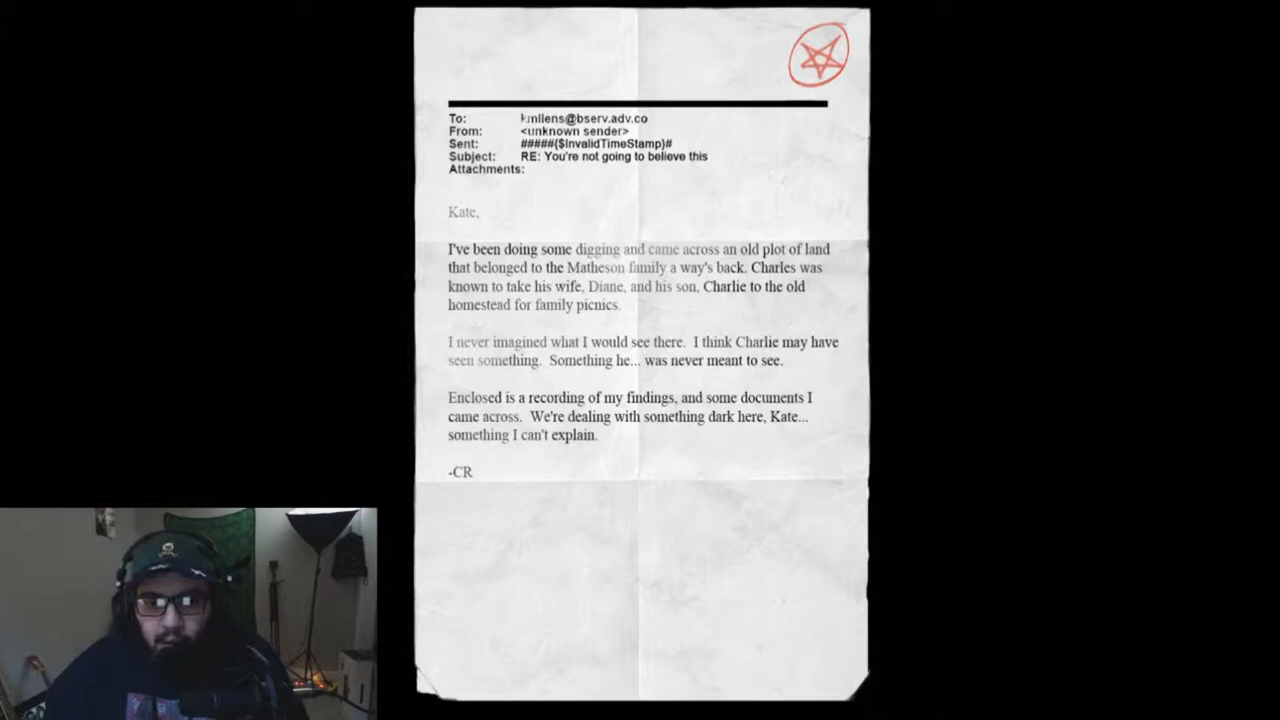 To: kmllens@bserv.adv.co
From: <unknown sender>
Sent: #####{$InvalidTimeStamp}#
Subject: RE: You're not going to believe this
Attachments:
Kate,
I've been doing some digging and came across an old plot of land
that belonged to the Matheson family a way's back. Charles was
known to take his wife, Diane, and his son, Charlie to the old
homestead for family picnics.
I never imagined what I would see there. I think Charlie may have
seen something. Something he... was never meant to see.
Enclosed is a recording of my findings, and some documents I
came across. We're dealing with something dark here, Kate...
something I can't explain.
-CR